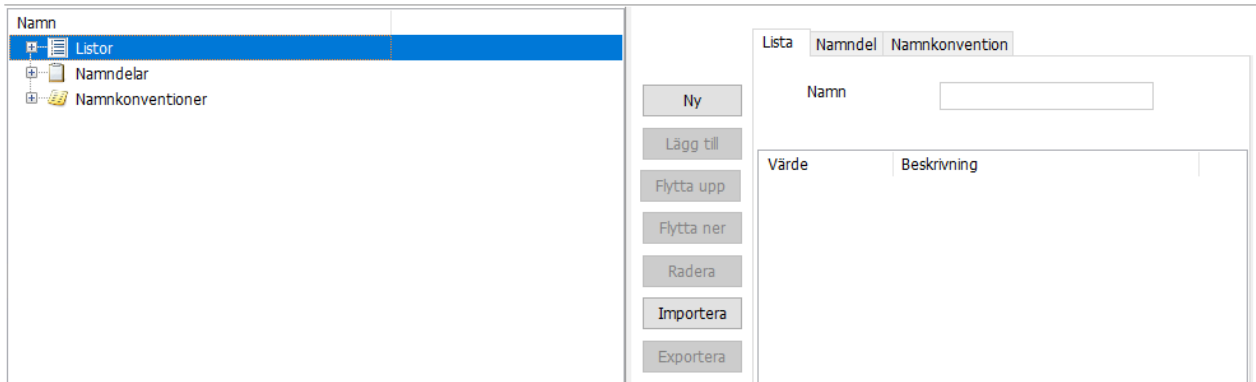 Namn
Listor
Namndelar
Namnkonventioner
Ny
Lägg till
Flytta upp
Flytta ner
Radera
Importera
Exportera
Lista Namndel Namnkonvention
Namn
Värde Beskrivning